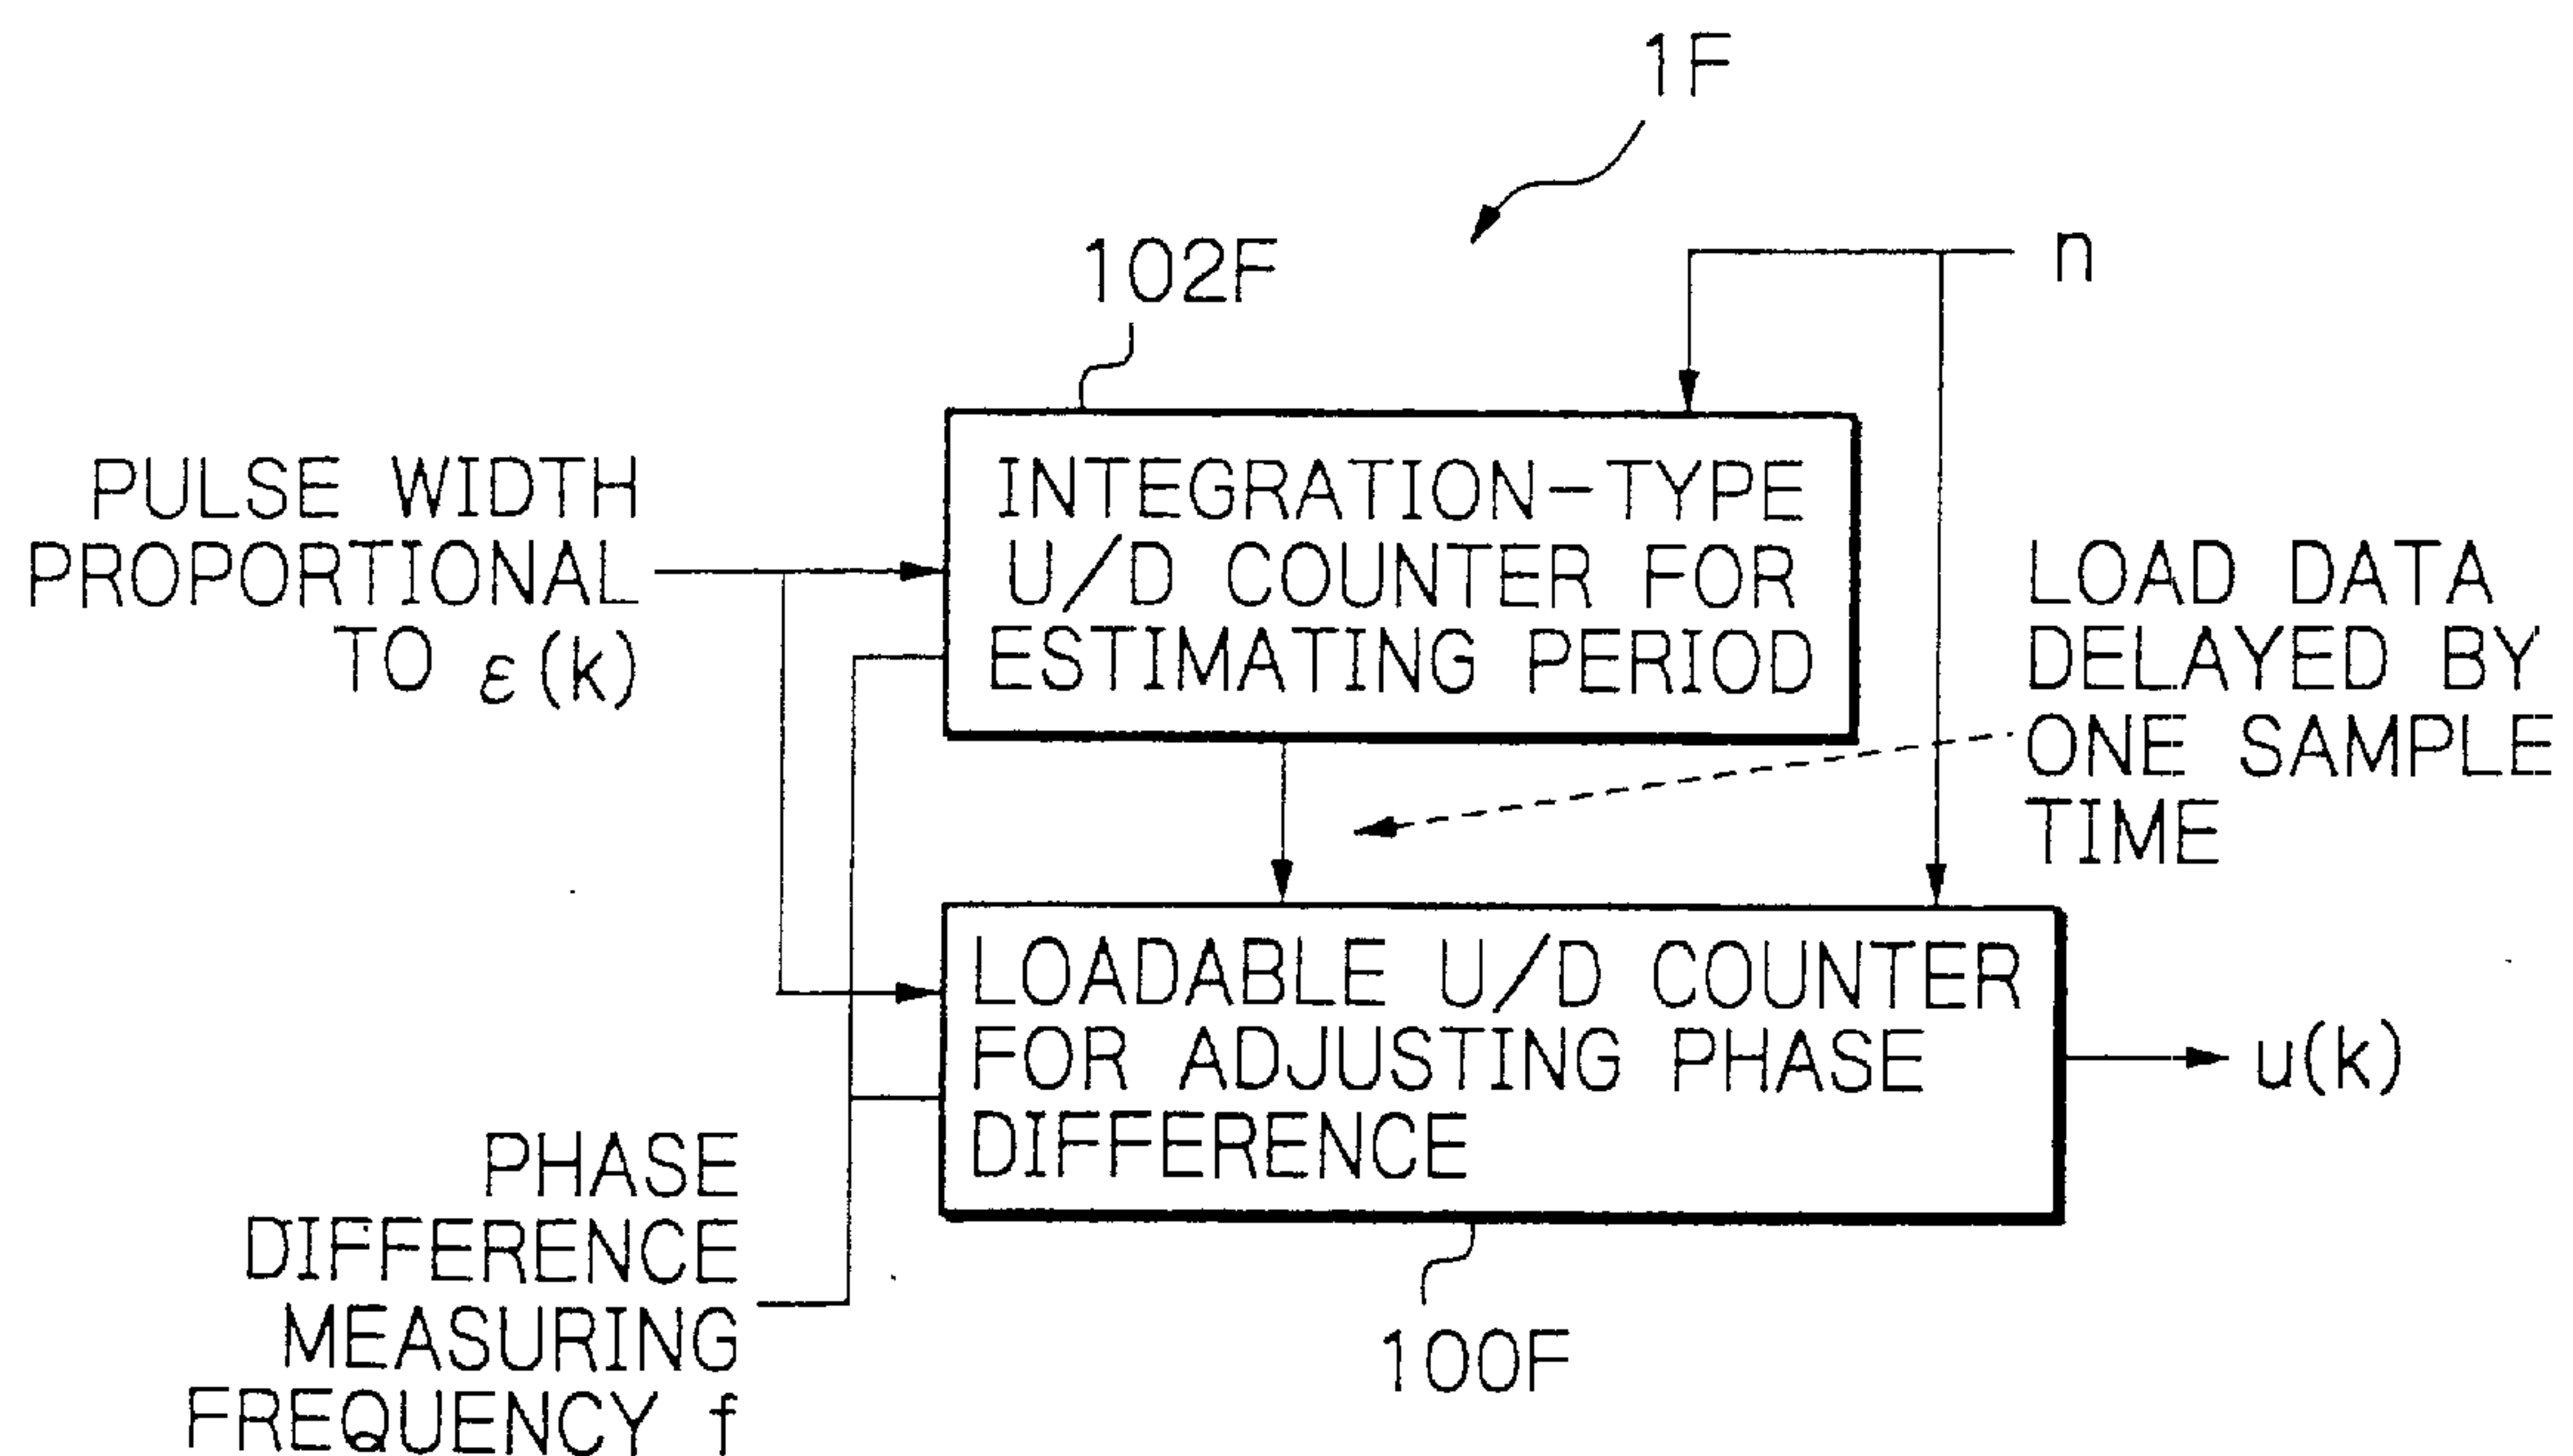 1F
102F
n
PULSE WIDTH
PROPORTIONAL
TO ε(k)
INTEGRATION-TYPE
U/D COUNTER FOR
ESTIMATING PERIOD
LOAD DATA
DELAYED BY
ONE SAMPLE
TIME
LOADABLE U/D COUNTER
FOR ADJUSTING PHASE
DIFFERENCE
u(k)
PHASE
DIFFERENCE
MEASURING
FREQUENCY f
100F